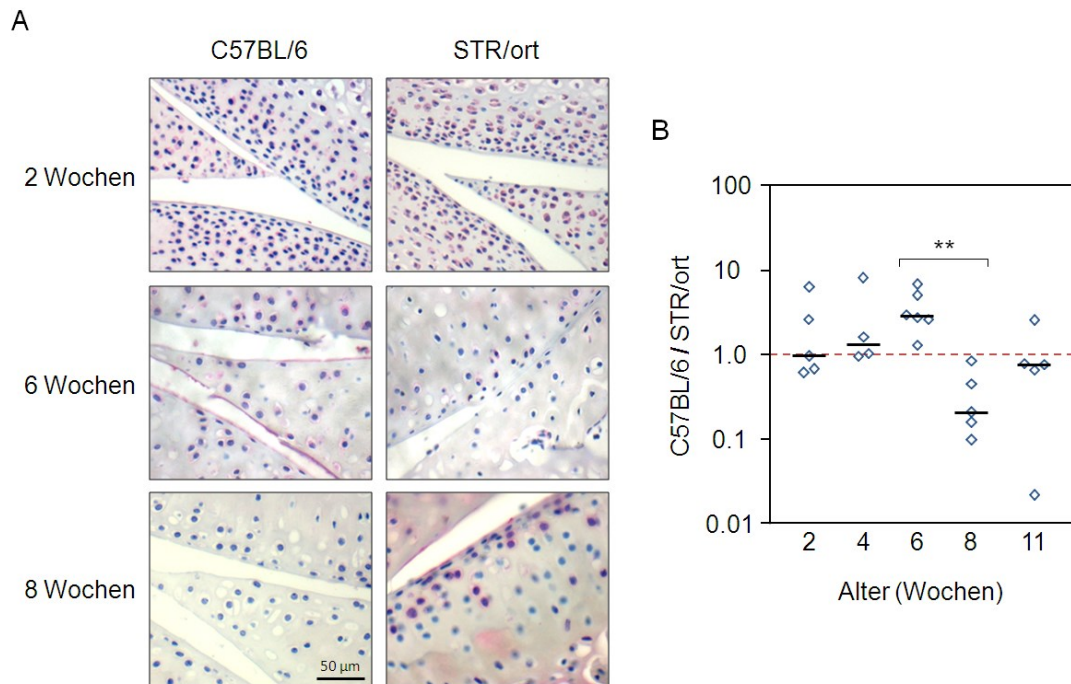 A
C57BL/6 STR/ort
2 Wochen
6 Wochen
8 Wochen
50 µm
B
C57BL/6 / STR/ort
100
10
1.0
0.1
0.01
**
2 4 6 8 11
Alter (Wochen)